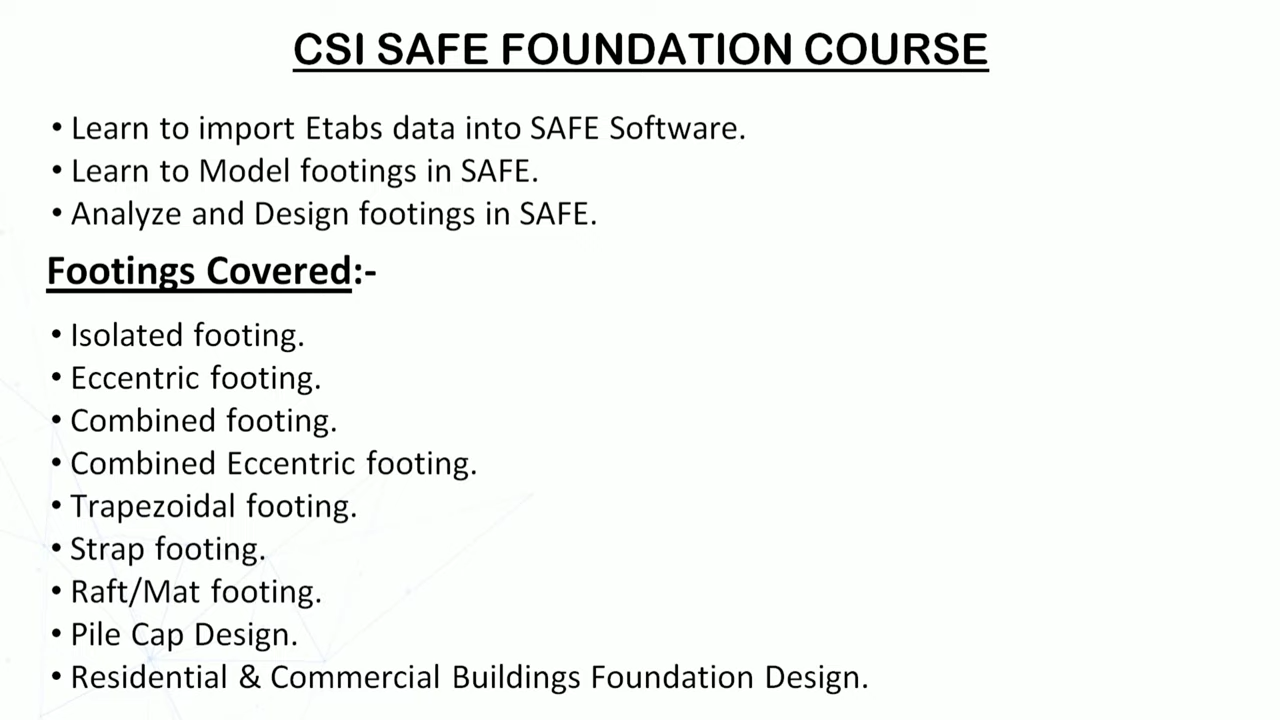 CSI SAFE FOUNDATION COURSE
• Learn to import Etabs data into SAFE Software.
• Learn to Model footings in SAFE.
• Analyze and Design footings in SAFE.
Footings Covered:-
• Isolated footing.
• Eccentric footing.
• Combined footing.
• Combined Eccentric footing.
• Trapezoidal footing.
• Strap footing.
• Raft/Mat footing.
• Pile Cap Design.
• Residential & Commercial Buildings Foundation Design.